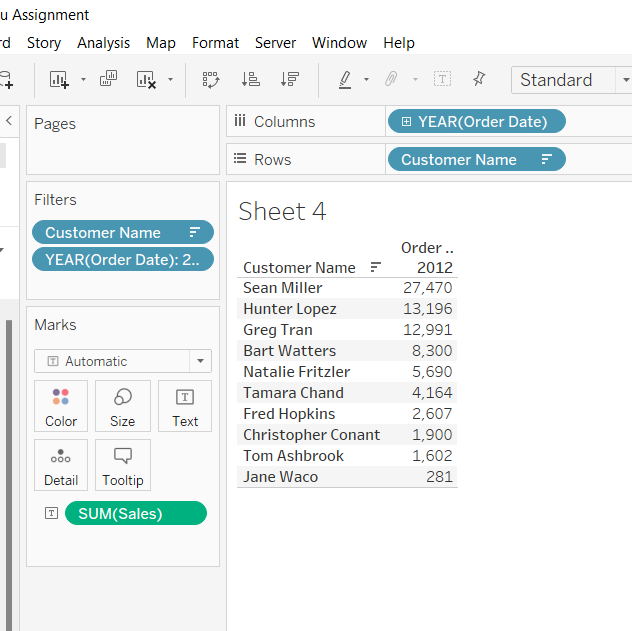 u Assignment
rd Story Analysis Map Format Server Window Help
Standard
Pages
Columns YEAR(Order Date)
Rows Customer Name
Filters
Customer Name
YEAR(Order Date): 2..
Sheet 4
Order ..
Customer Name 2012
Sean Miller 27,470
Hunter Lopez 13,196
Greg Tran 12,991
Bart Watters 8,300
Natalie Fritzler 5,690
Tamara Chand 4,164
Fred Hopkins 2,607
Christopher Conant 1,900
Tom Ashbrook 1,602
Jane Waco 281
Marks
T Automatic
Color Size Text
Detail Tooltip
T SUM(Sales)